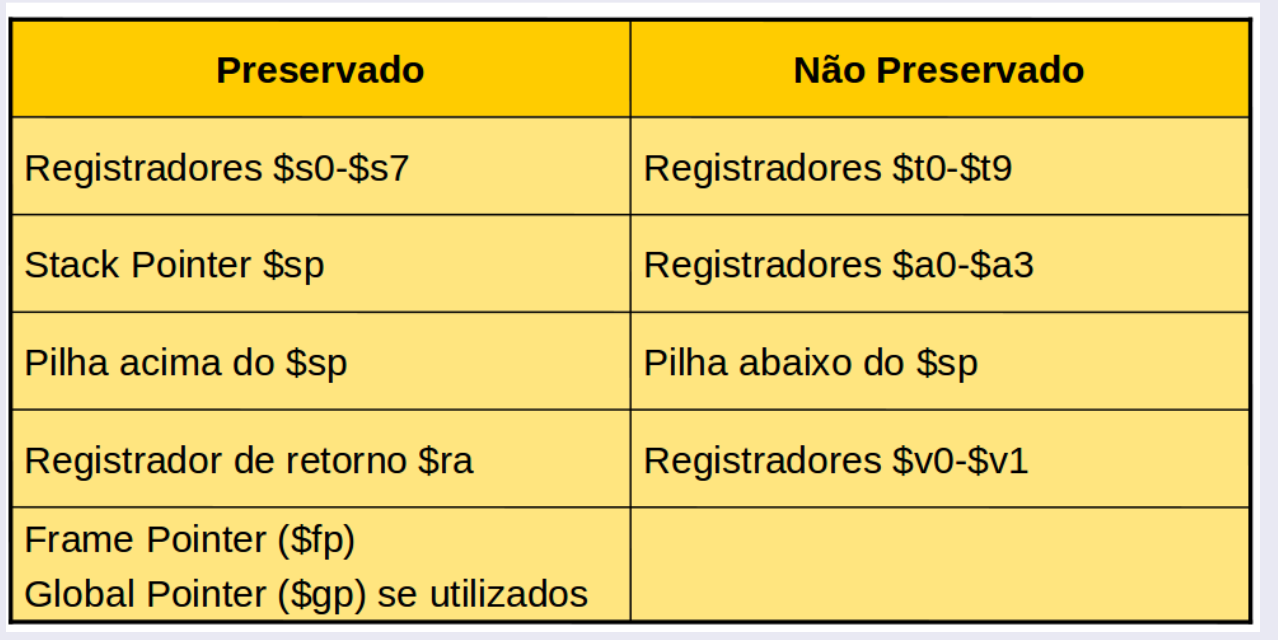 Preservado
Não Preservado
Registradores $s0-$s7
Registradores $t0-$t9
Stack Pointer $sp
Registradores $a0-$a3
Pilha acima do $sp
Pilha abaixo do $sp
Registrador de retorno $ra
Registradores $v0-$v1
Frame Pointer ($fp)
Global Pointer ($gp) se utilizados